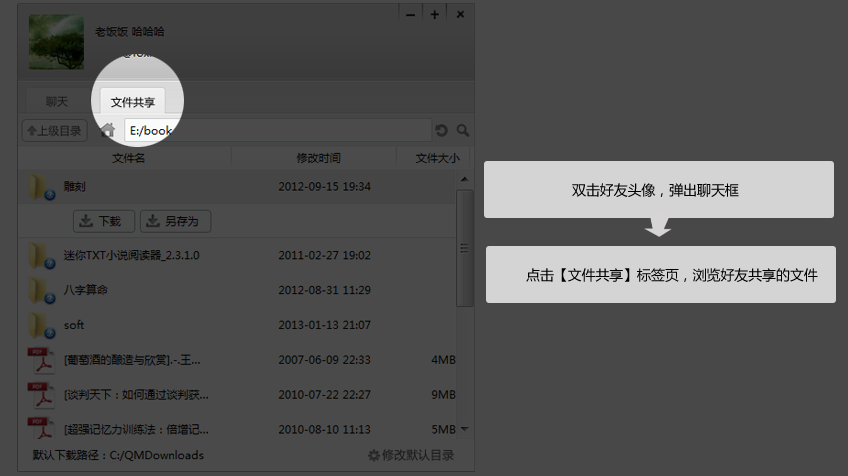 老饭饭 哈哈哈
聊天
文件共享
上级目录
E:/book
文件名 修改时间 文件大小
雕刻 2012-09-15 19:34
下载 另存为
迷你TXT小说阅读器_2.3.1.0 2011-02-27 19:02
八字算命 2012-08-31 11:29
soft 2013-01-13 21:07
[葡萄酒的酿造与欣赏].-.王... 2007-06-09 22:33 4MB
[谈判天下：如何通过谈判获... 2010-07-22 22:27 9MB
[超强记忆力训练法：倍增记... 2010-08-10 11:13 5MB
默认下载路径：C:/QMDownloads 修改默认目录
双击好友头像，弹出聊天框
点击【文件共享】标签页，浏览好友共享的文件